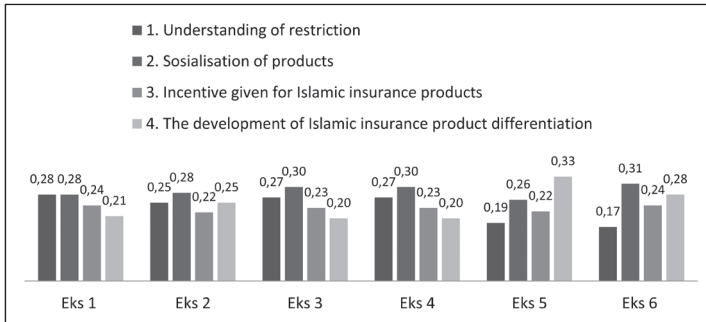 1. Understanding of restriction
2. Sosialisation of products
3. Incentive given for Islamic insurance products
4. The development of Islamic insurance product differentiation
0,28 0,28 0,24 0,21
0,25 0,28 0,22 0,25
0,27 0,30 0,23 0,20
0,27 0,30 0,23 0,20
0,19 0,26 0,22 0,33
0,17 0,31 0,24 0,28
Eks 1 Eks 2 Eks 3 Eks 4 Eks 5 Eks 6